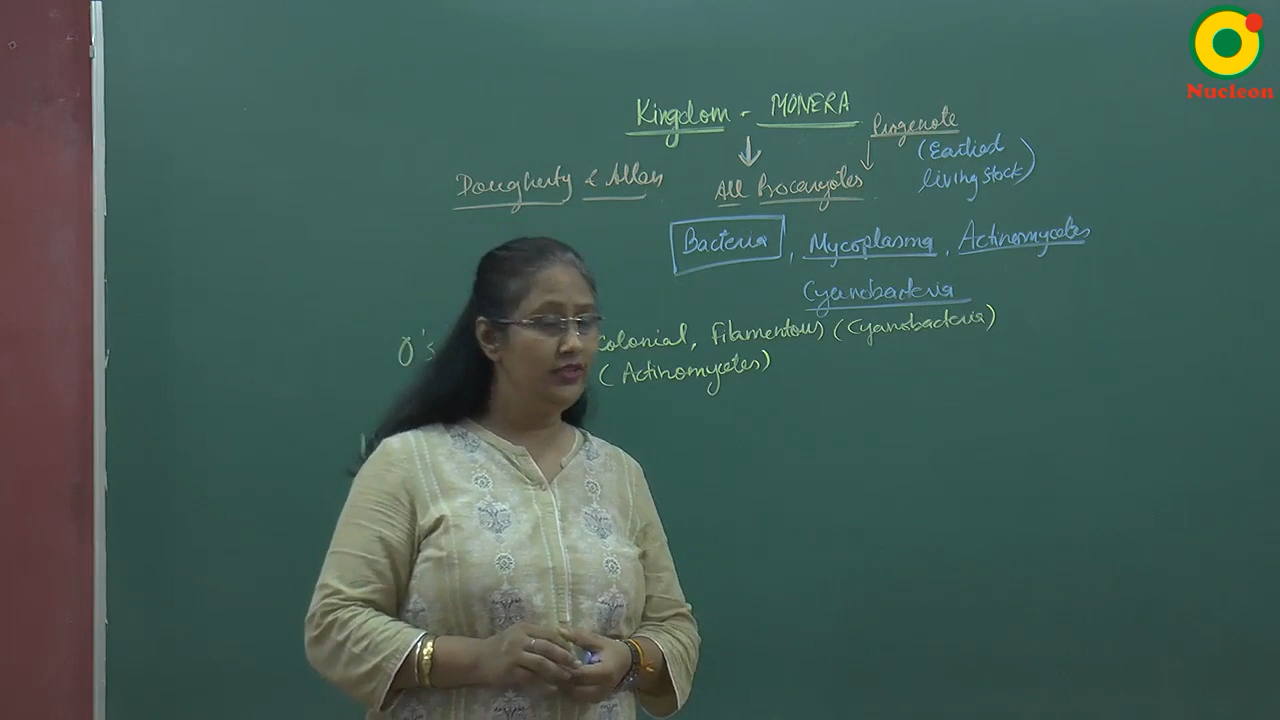 Nucleon
Kingdom - MONERA
Progenote
(Earliest
living stock)
Dougherty & Allen
All Procaryotes
Bacteria, Mycoplasma, Actinomycetes
Cyanobacteria
O's
colonial, Filamentous (Cyanobacteria)
(Actinomycetes)